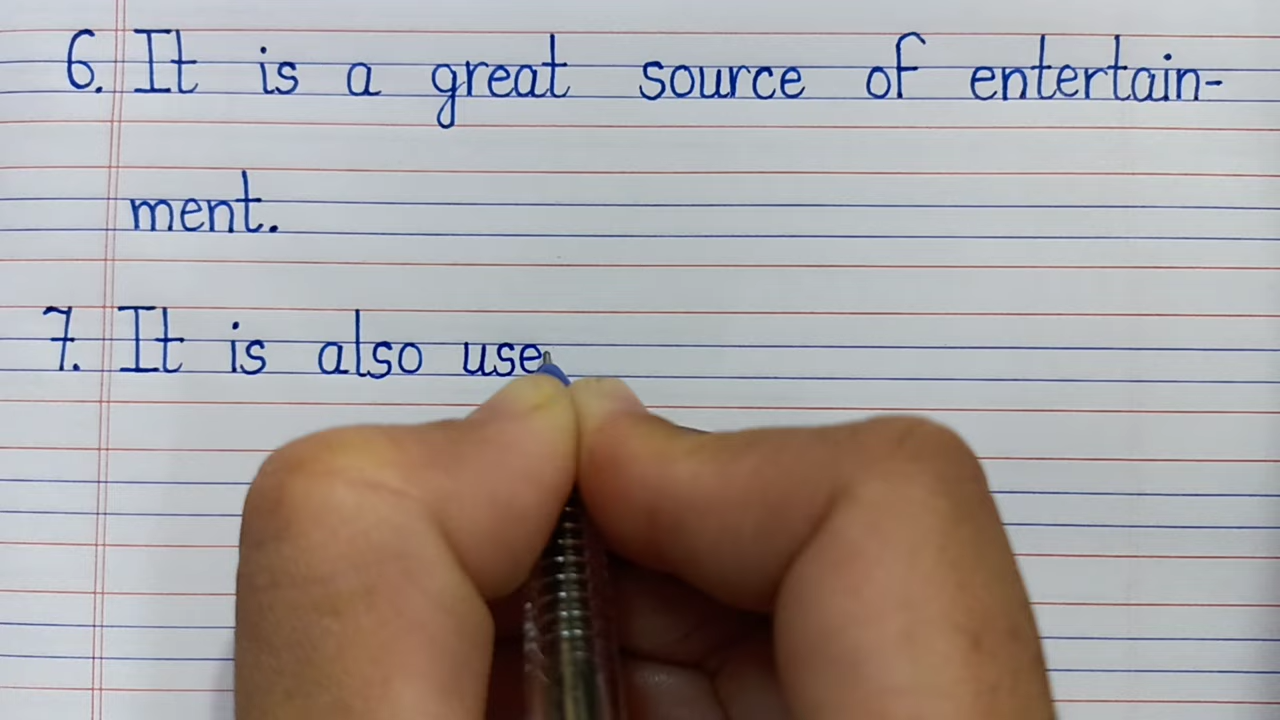 6. It is a great source of entertain-
ment.
7. It is also use